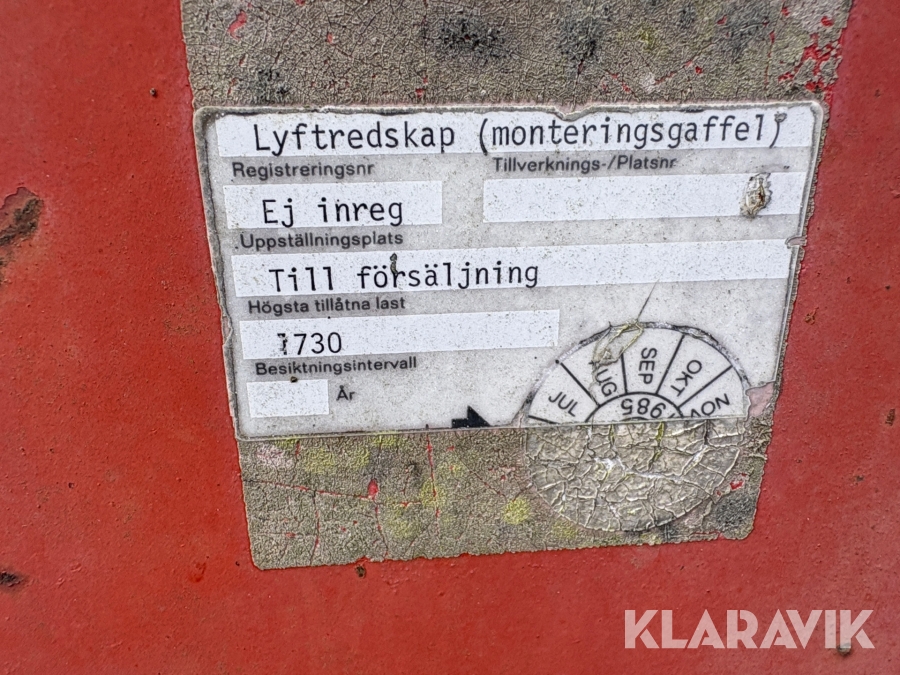 Lyftredskap (monteringsgaffel)
Registreringsnr Tillverknings-/Platsnr
Ej inreg
Uppställningsplats
Till försäljning
Högsta tillåtna last
1730
Besiktningsintervall
År
JUL AUG SEP OKT NOV
985
KLARAVIK